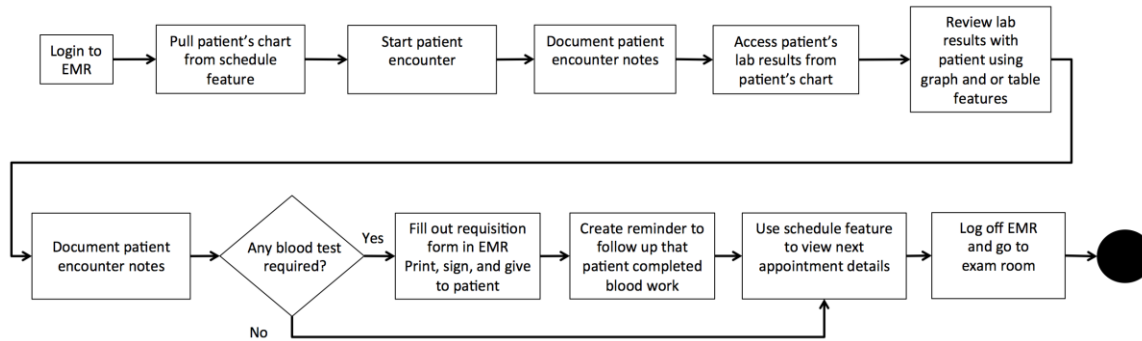 Login to
EMR
Pull patient’s chart
from schedule
feature
Start patient
encounter
Document patient
encounter notes
Access patient’s
lab results from
patient’s chart
Review lab
results with
patient using
graph and or table
features
Document patient
encounter notes
Any blood test
required?
Yes
No
Fill out requisition
form in EMR
Print, sign, and give
to patient
Create reminder to
follow up that
patient completed
blood work
Use schedule feature
to view next
appointment details
Log off EMR
and go to
exam room